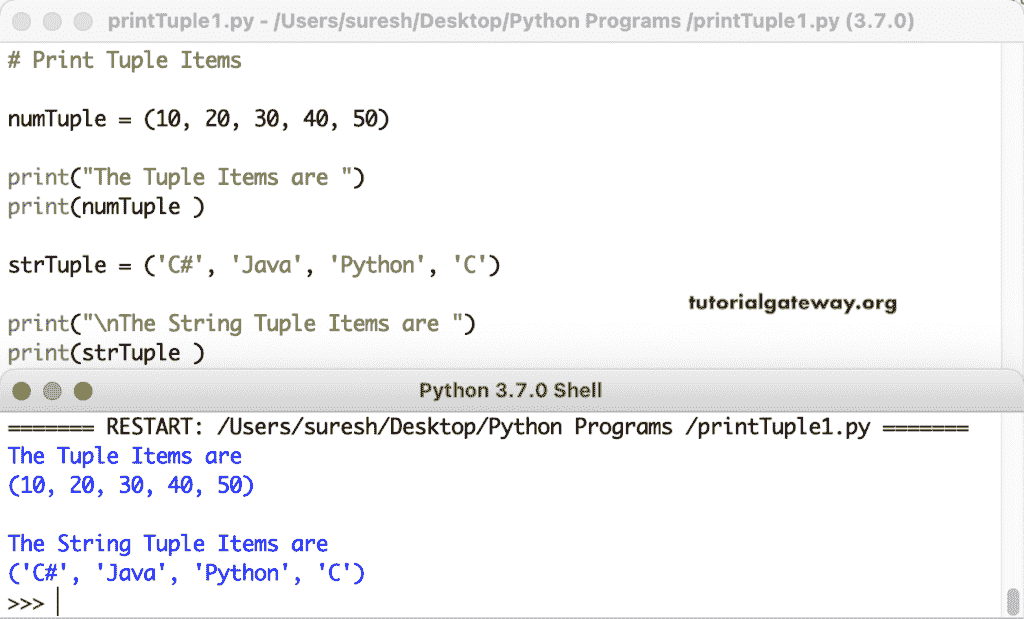 printTuple1.py - /Users/suresh/Desktop/Python Programs /printTuple1.py (3.7.0)
# Print Tuple Items
numTuple = (10, 20, 30, 40, 50)
print("The Tuple Items are ")
print(numTuple )
strTuple = ('C#', 'Java', 'Python', 'C')
tutorialgateway.org
print("\nThe String Tuple Items are ")
print(strTuple )
Python 3.7.0 Shell
======= RESTART: /Users/suresh/Desktop/Python Programs /printTuple1.py =======
The Tuple Items are
(10, 20, 30, 40, 50)
The String Tuple Items are
('C#', 'Java', 'Python', 'C')
>>>